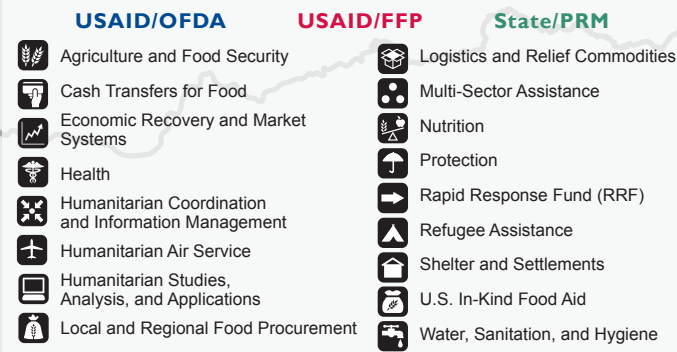 USAID/OFDA USAID/FFP State/PRM
Agriculture and Food Security
Cash Transfers for Food
Economic Recovery and Market
Systems
Health
Humanitarian Coordination
and Information Management
Humanitarian Air Service
Humanitarian Studies,
Analysis, and Applications
Local and Regional Food Procurement
Logistics and Relief Commodities
Multi-Sector Assistance
Nutrition
Protection
Rapid Response Fund (RRF)
Refugee Assistance
Shelter and Settlements
U.S. In-Kind Food Aid
Water, Sanitation, and Hygiene